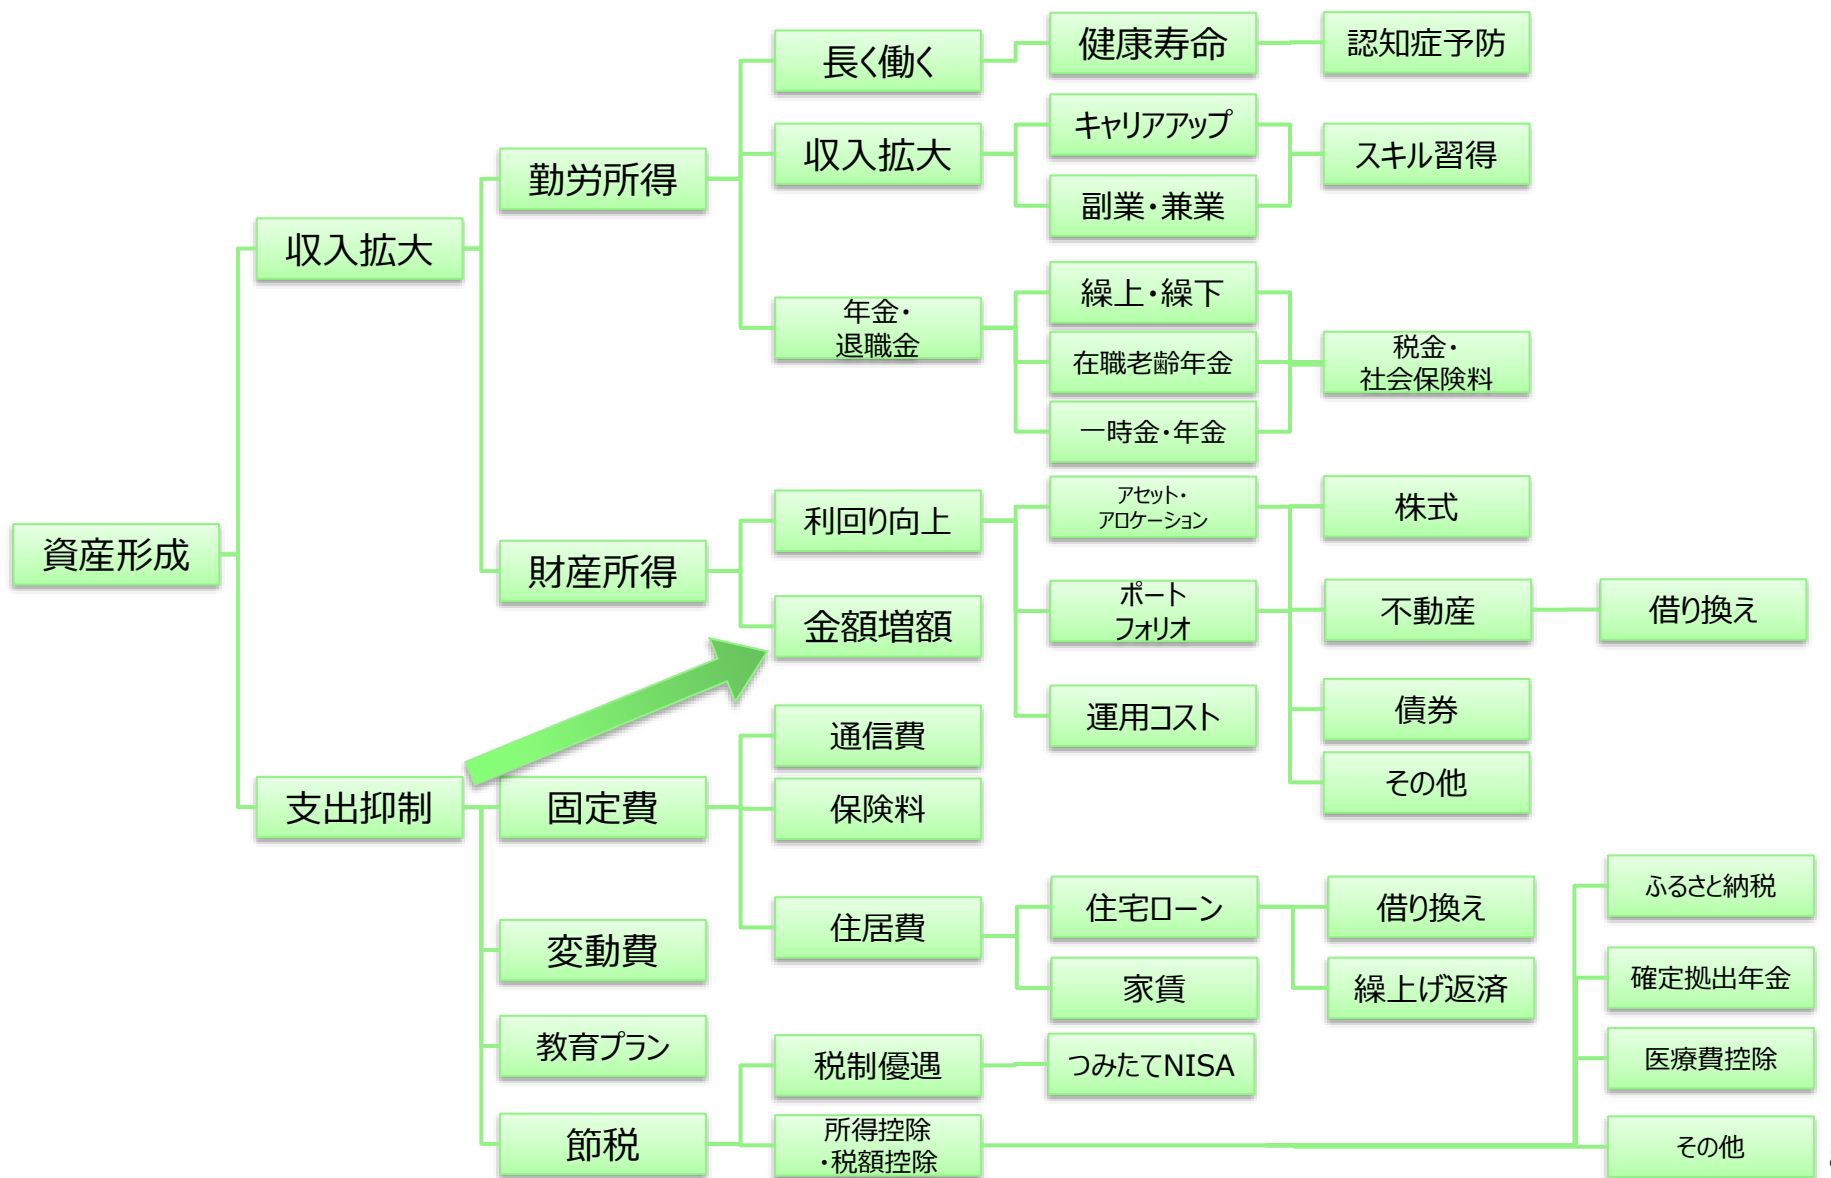 資産形成
収入拡大
勤労所得
長く働く
健康寿命
認知症予防
収入拡大
キャリアアップ
副業・兼業
スキル習得
年金・
退職金
繰上・繰下
在職老齢年金
一時金・年金
税金・
社会保険料
財産所得
利回り向上
アセット・
アロケーション
ポート
フォリオ
運用コスト
株式
不動産
借り換え
債券
その他
金額増額
支出抑制
固定費
通信費
保険料
住居費
住宅ローン
借り換え
繰上げ返済
家賃
変動費
教育プラン
節税
税制優遇
つみたてNISA
所得控除
・税額控除
ふるさと納税
確定拠出年金
医療費控除
その他